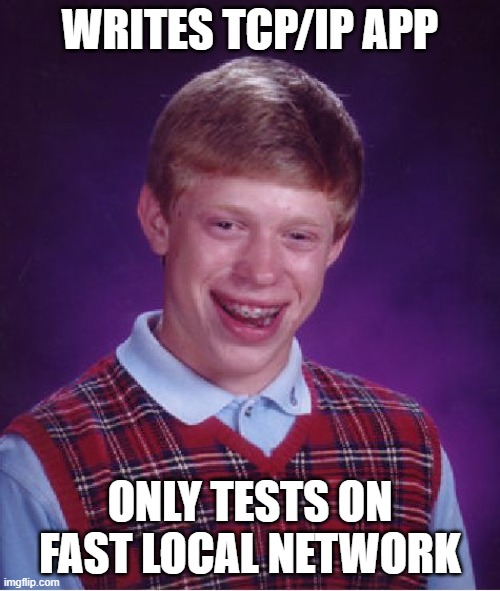 WRITES TCP/IP APP
ONLY TESTS ON
FAST LOCAL NETWORK
imgflip.com